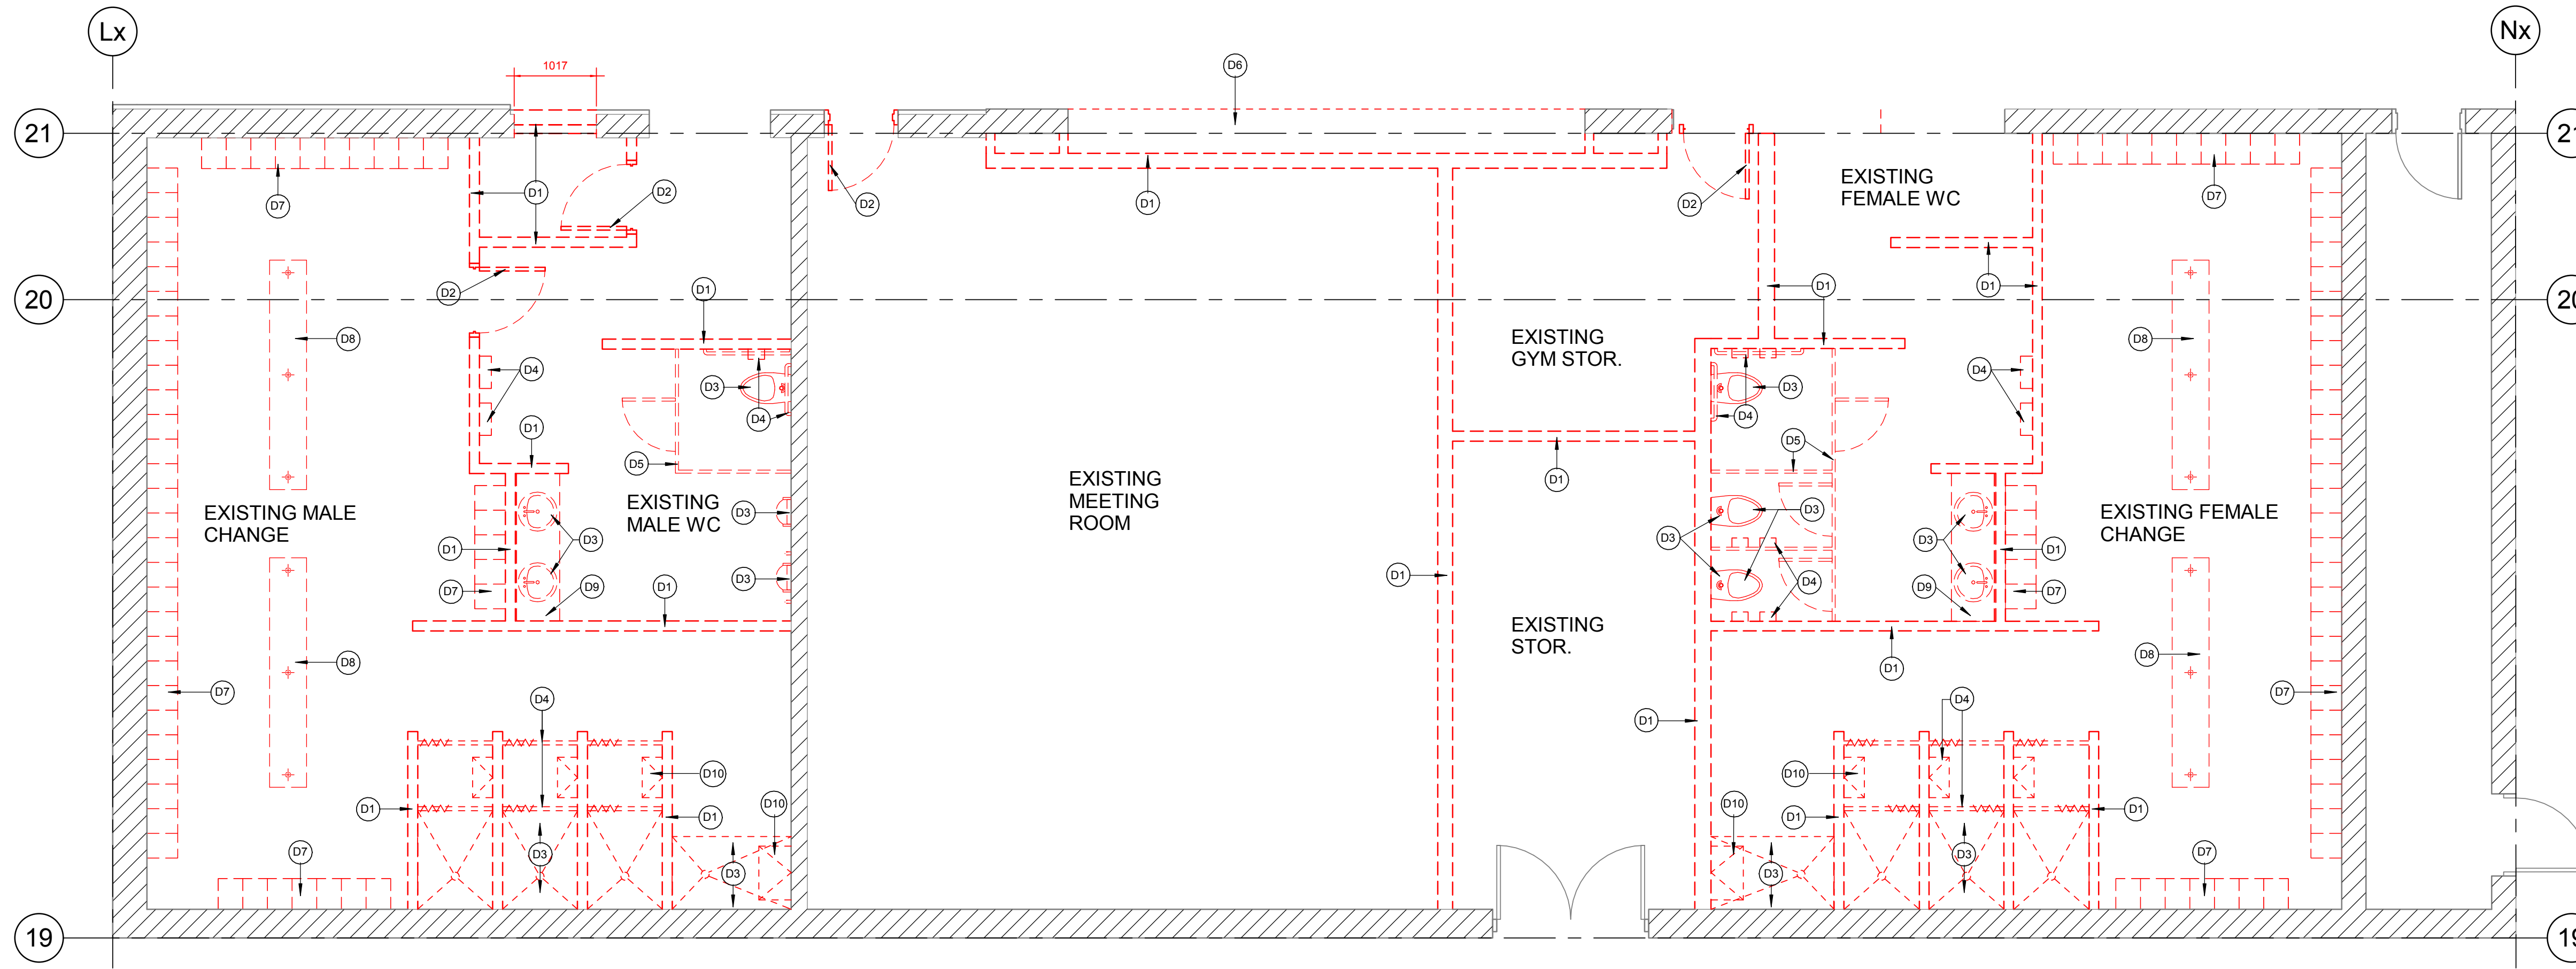 Lx
Nx
1017
D6
21
21
D7
D1
D2
D2
D1
D2
EXISTING
FEMALE WC
D7
20
D2
D1
D1
D1
20
D8
D4
D3
D4
EXISTING
GYM STOR.
D3
D4
D4
D8
D1
D5
D5
D1
EXISTING MALE
CHANGE
EXISTING
MALE WC
D3
EXISTING
MEETING
ROOM
D3
D3
EXISTING FEMALE
CHANGE
D1
D3
D3
D3
D1
D7
D9
D1
D1
D4
D9
D7
D8
D7
EXISTING
STOR.
D1
D8
D7
D4
D1
D4
D10
D10
D1
D1
D10
D10
D1
D1
D7
D3
D3
D3
D3
D7
19
19